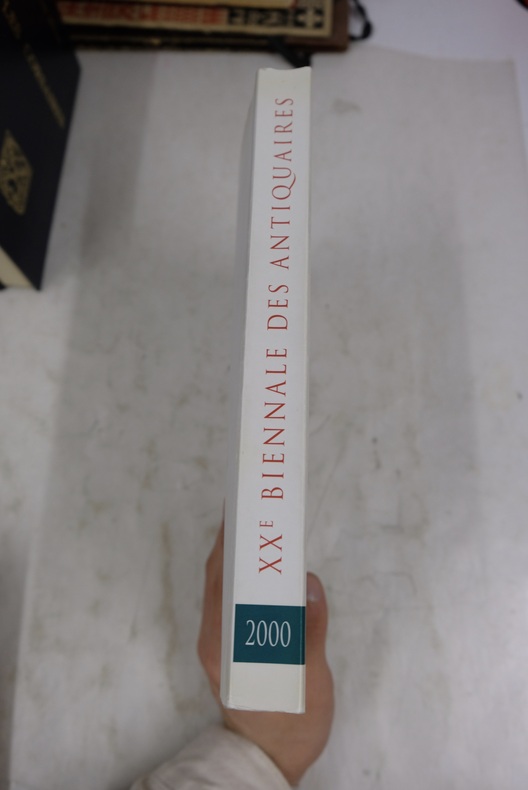 XXE BIENNALE DES ANTIQUAIRES
2000